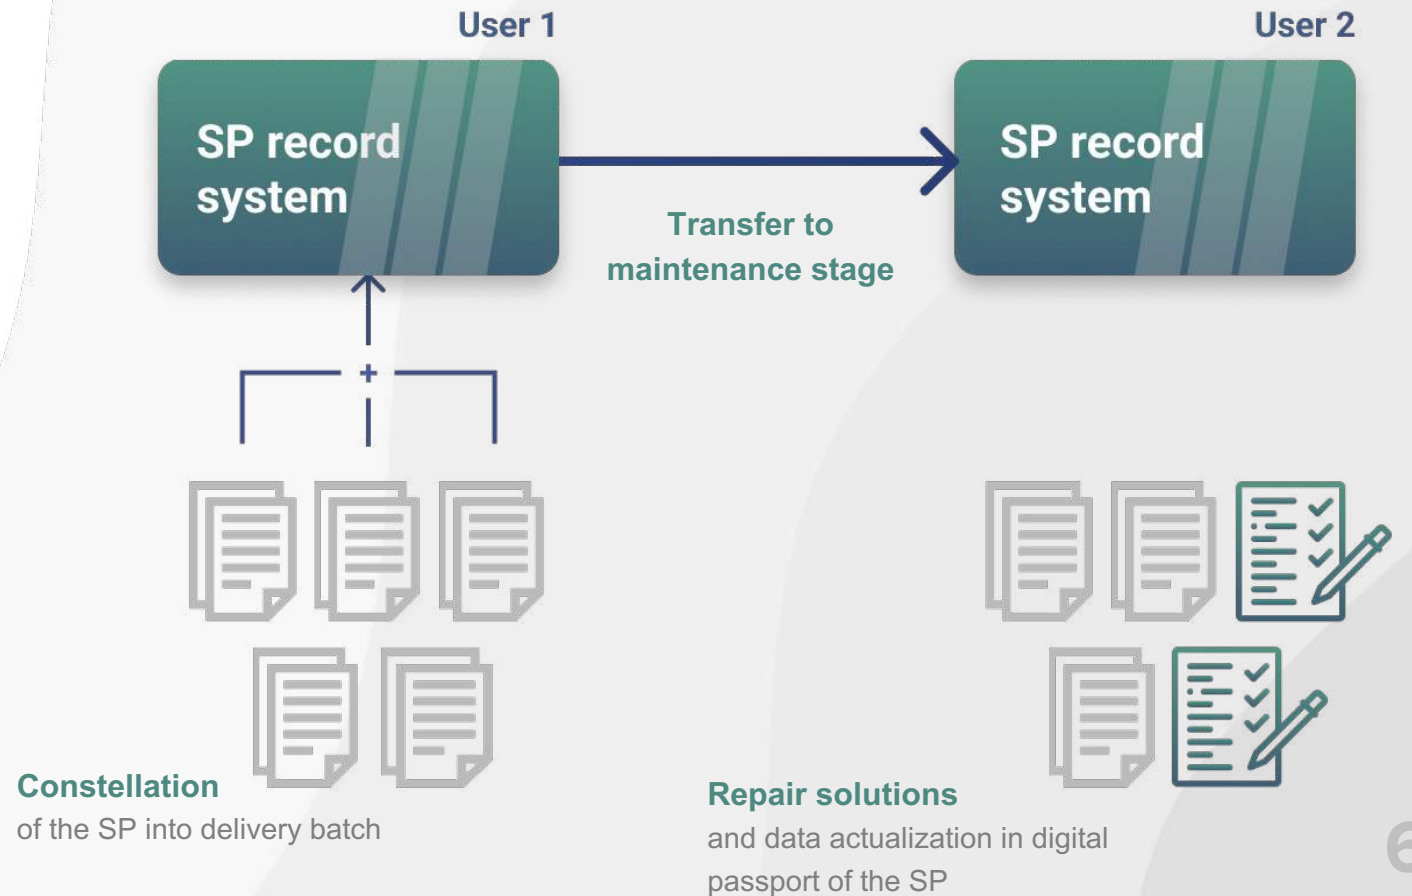 User 1
User 2
SP record
system
SP record
system
Transfer to
maintenance stage
Constellation
of the SP into delivery batch
Repair solutions
and data actualization in digital
passport of the SP
6